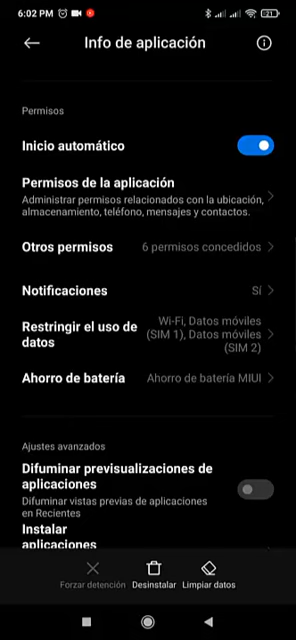 6:02 PM 21
Info de aplicación
Permisos
Inicio automático
Permisos de la aplicación
Administrar permisos relacionados con la ubicación,
almacenamiento, teléfono, mensajes y contactos.
Otros permisos 6 permisos concedidos
Notificaciones Sí
Restringir el uso de
datos
Wi-Fi, Datos móviles
(SIM 1), Datos móviles
(SIM 2)
Ahorro de batería Ahorro de batería MIUI
Ajustes avanzados
Difuminar previsualizaciones de
aplicaciones
Difuminar vistas previas de aplicaciones
en Recientes
Instalar
aplicaciones
Forzar detención Desinstalar Limpiar datos